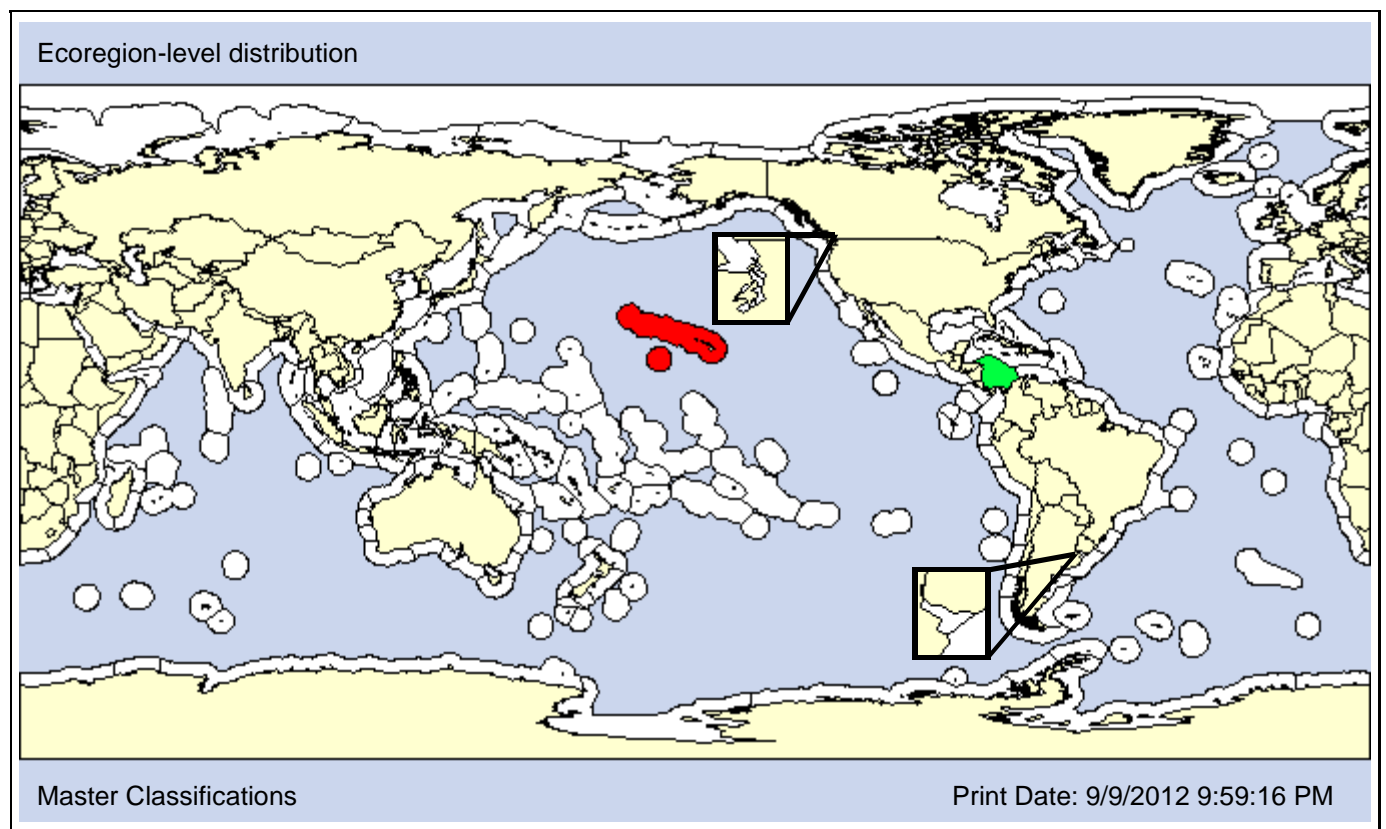 Ecoregion-level distribution
Master Classifications
Print Date: 9/9/2012 9:59:16 PM